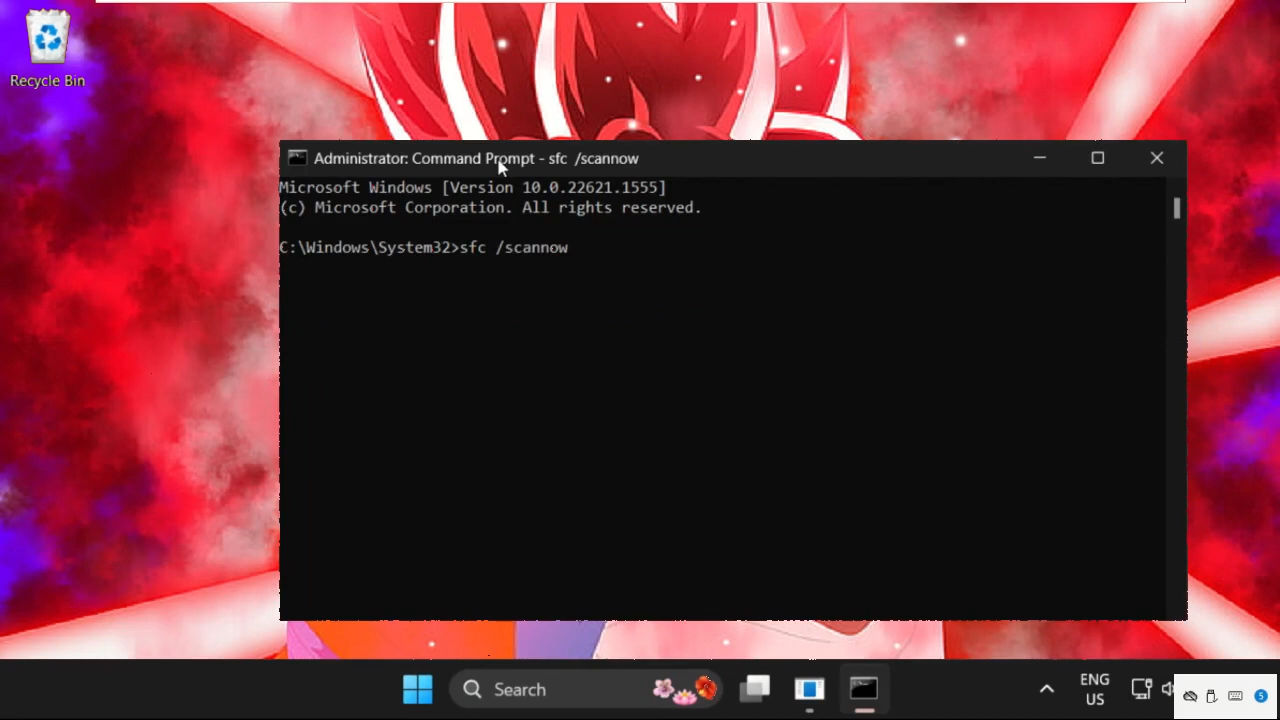 Recycle Bin
Administrator: Command Prompt - sfc  /scannow
Microsoft Windows [Version 10.0.22621.1555]
(c) Microsoft Corporation. All rights reserved.
C:\Windows\System32>sfc /scannow
Search
ENG
US
5